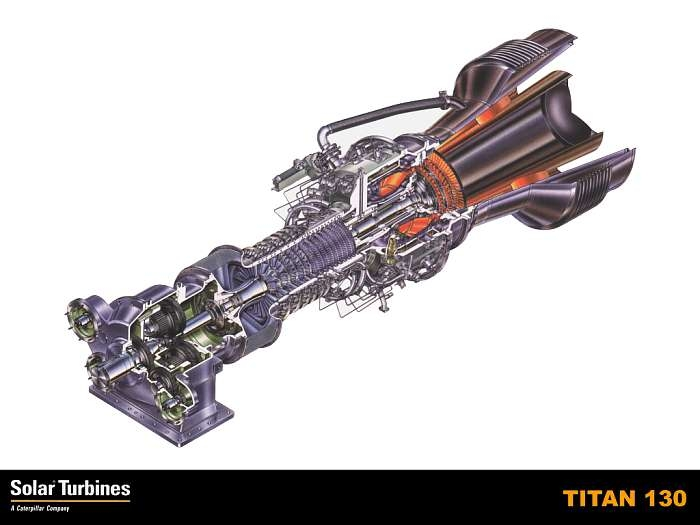 Solar® Turbines
A Caterpillar Company
TITAN 130